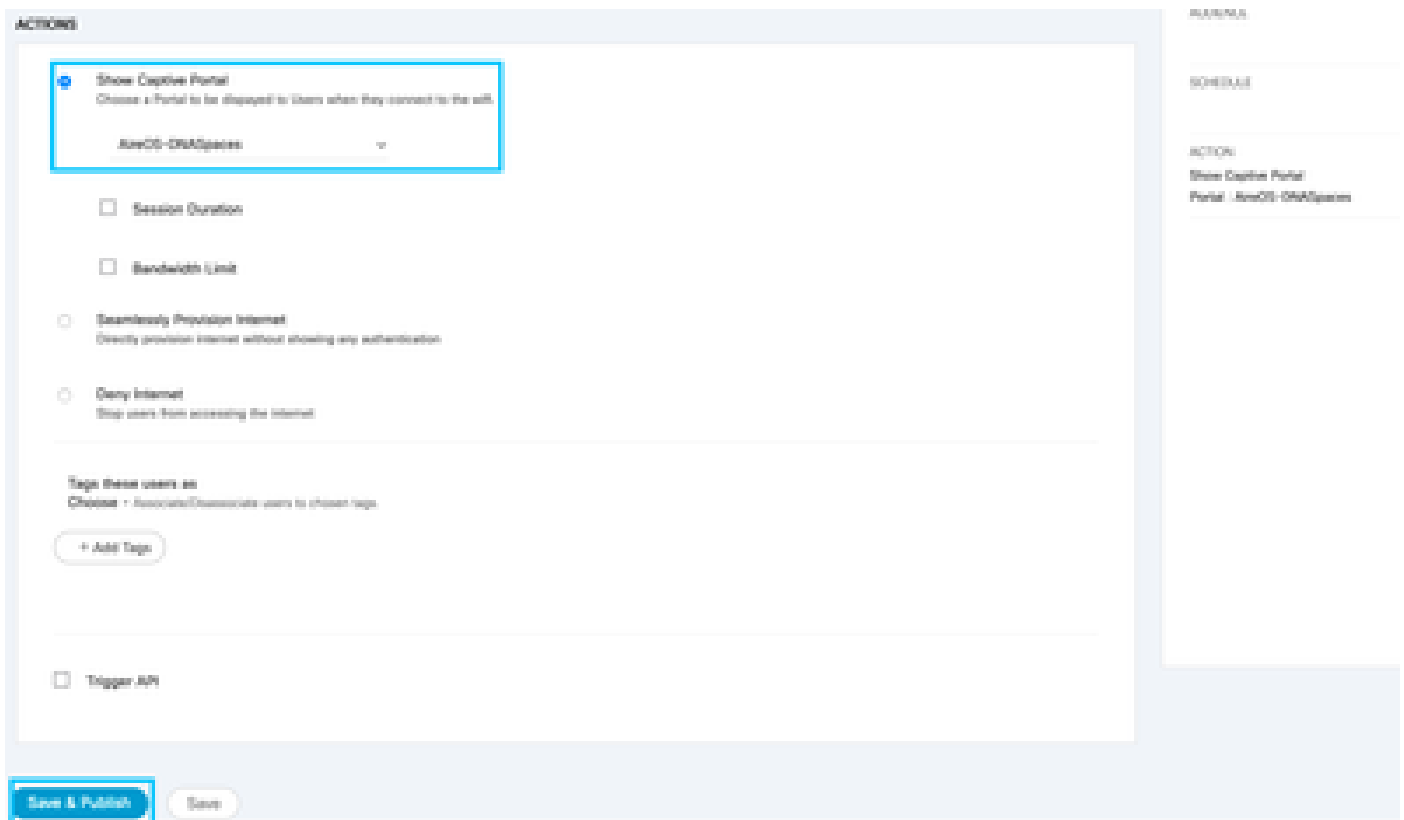 ACTIONS
Show Captive Portal
Choose a Portal to be dispayed to Users when they connect to the wifi.
AireOS-DNASpaces
Session Duration
Bandwidth Limit
Seamlessly Provision Internet
Directly provision internet without showing any authentication
Deny Internet
Stop users from accessing the internet
Tags these users as
Choose - Associate/Disassociate users to chosen tags.
+ Add Tags
Trigger API
Save & Publish
Save
AUDIENCE
SCHEDULE
ACTION
Show Captive Portal
Portal : AireOS-DNASpaces